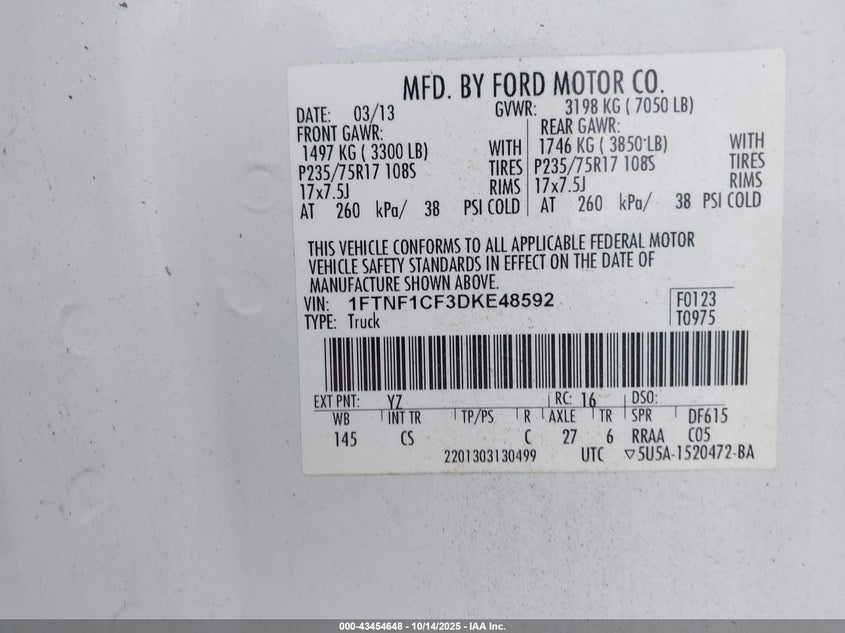 MFD. BY FORD MOTOR CO.
DATE: 03/13 GVWR: 3198 KG ( 7050 LB)
FRONT GAWR: REAR GAWR:
1497 KG ( 3300 LB) WITH 1746 KG ( 3850 LB) WITH
P235/75R17 108S TIRES P235/75R17 108S TIRES
17x7.5J RIMS 17x7.5J RIMS
AT 260 kPa/ 38 PSI COLD AT 260 kPa/ 38 PSI COLD
THIS VEHICLE CONFORMS TO ALL APPLICABLE FEDERAL MOTOR
VEHICLE SAFETY STANDARDS IN EFFECT ON THE DATE OF
MANUFACTURE SHOWN ABOVE.
VIN: 1FTNF1CF3DKE48592 F0123
TYPE: Truck T0975
EXT PNT: YZ RC: 16 DSO:
WB INT TR TP/PS R AXLE TR SPR DF615
145 CS C 27 6 RRAA C05
2201303130499 UTC ▽5U5A-1520472-BA
000-43454648 - 10/14/2025 - IAA Inc.